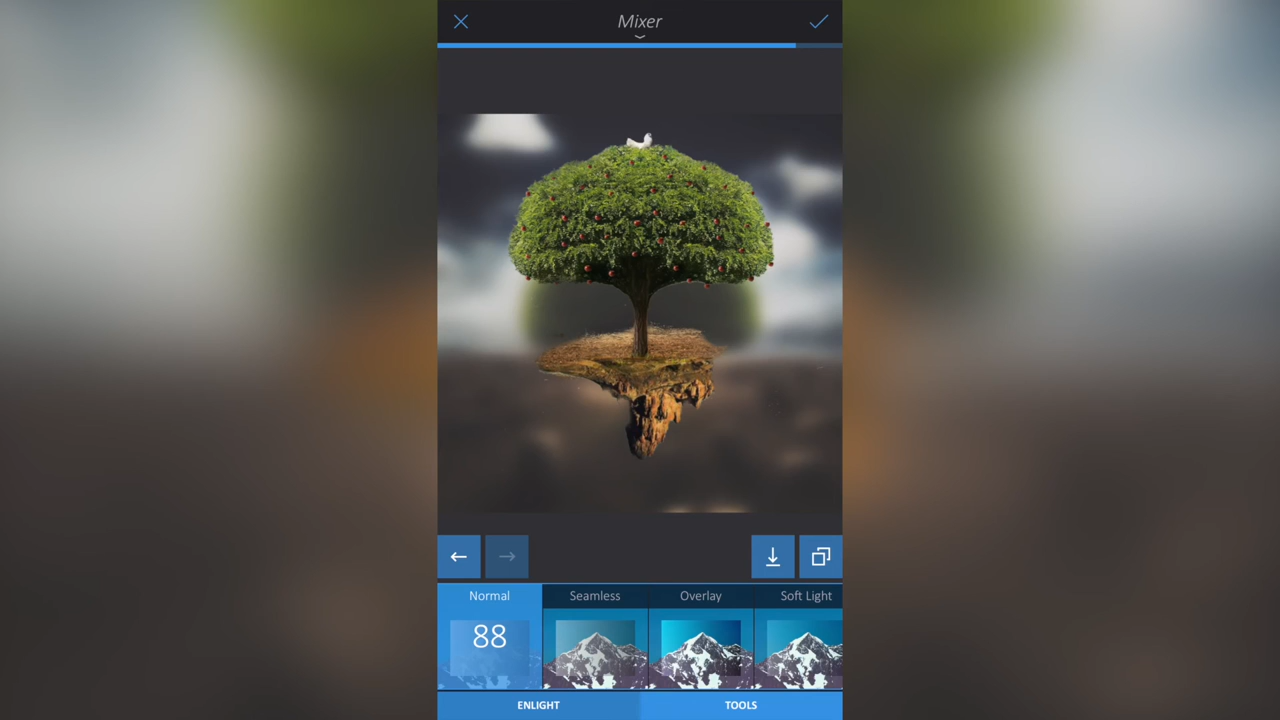 Mixer
Normal
Seamless
Overlay
Soft Light
88
ENLIGHT
TOOLS